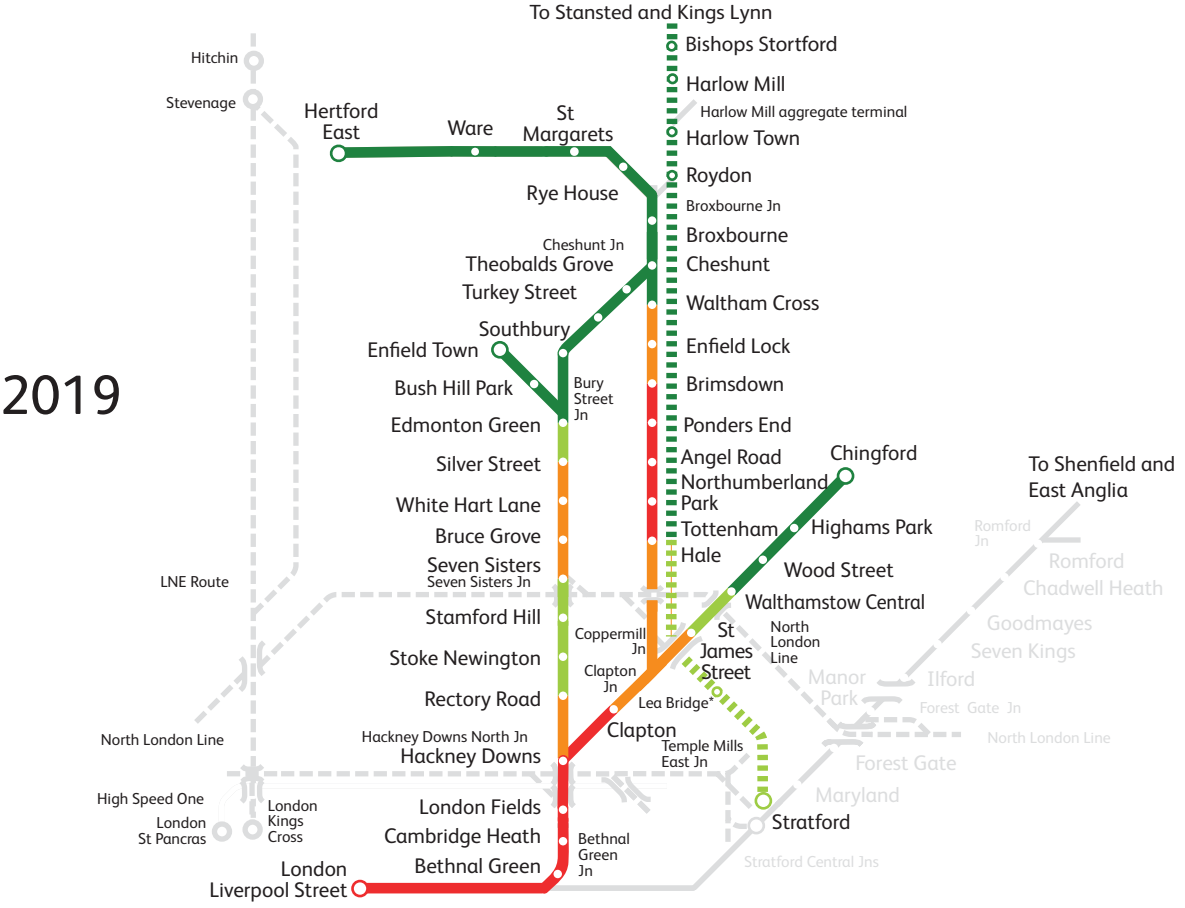 To Stansted and Kings Lynn
Bishops Stortford
Hitchin
Harlow Mill
Stevenage
Harlow Mill aggregate terminal
Hertford
East
Ware
St
Margarets
Harlow Town
Roydon
Rye House
Broxbourne Jn
Broxbourne
Cheshunt Jn
Theobalds Grove
Cheshunt
Turkey Street
Waltham Cross
Southbury
Enfield Town
Enfield Lock
2019
Bush Hill Park
Bury
Street
Jn
Brimsdown
Edmonton Green
Ponders End
Silver Street
Angel Road
Chingford
To Shenfield and
East Anglia
Northumberland
Park
White Hart Lane
Tottenham
Hale
Highams Park
Romford
Jn
Bruce Grove
Romford
Seven Sisters
Seven Sisters Jn
Wood Street
LNE Route
Chadwell Heath
Walthamstow Central
Stamford Hill
Goodmayes
Coppermill
Jn
St
James
Street
North
London
Line
Seven Kings
Stoke Newington
Clapton
Jn
Manor
Park
Ilford
Rectory Road
Lea Bridge*
Forest Gate Jn
Clapton
North London Line
Hackney Downs North Jn
Hackney Downs
Temple Mills
East Jn
North London Line
Forest Gate
High Speed One
London
St Pancras
London
Kings
Cross
London Fields
Maryland
Stratford
Cambridge Heath
Bethnal Green
Bethnal
Green
Jn
Stratford Central Jns
London
Liverpool Street